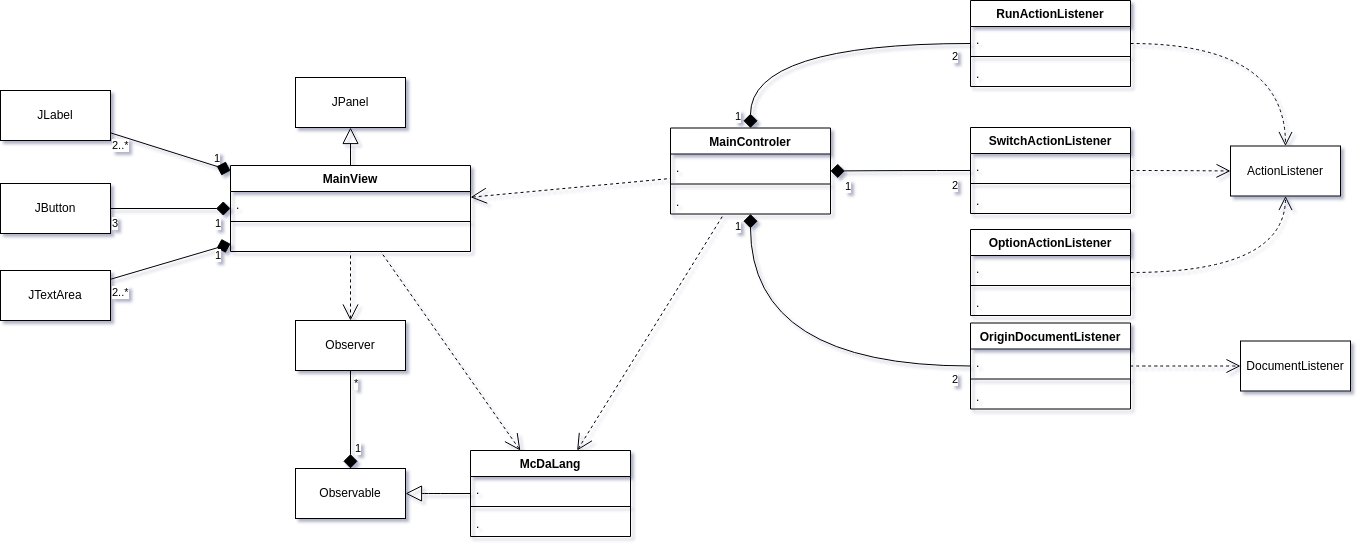 RunActionListener
.
2
.
JPanel
JLabel
2..*
1
1
MainControler
.
.
SwitchActionListener
.
2
.
ActionListener
MainView
.
JButton
3
1
1
1
1
OptionActionListener
.
.
JTextArea
2..*
Observer
*
1
OriginDocumentListener
.
2
.
DocumentListener
Observable
McDaLang
.
.